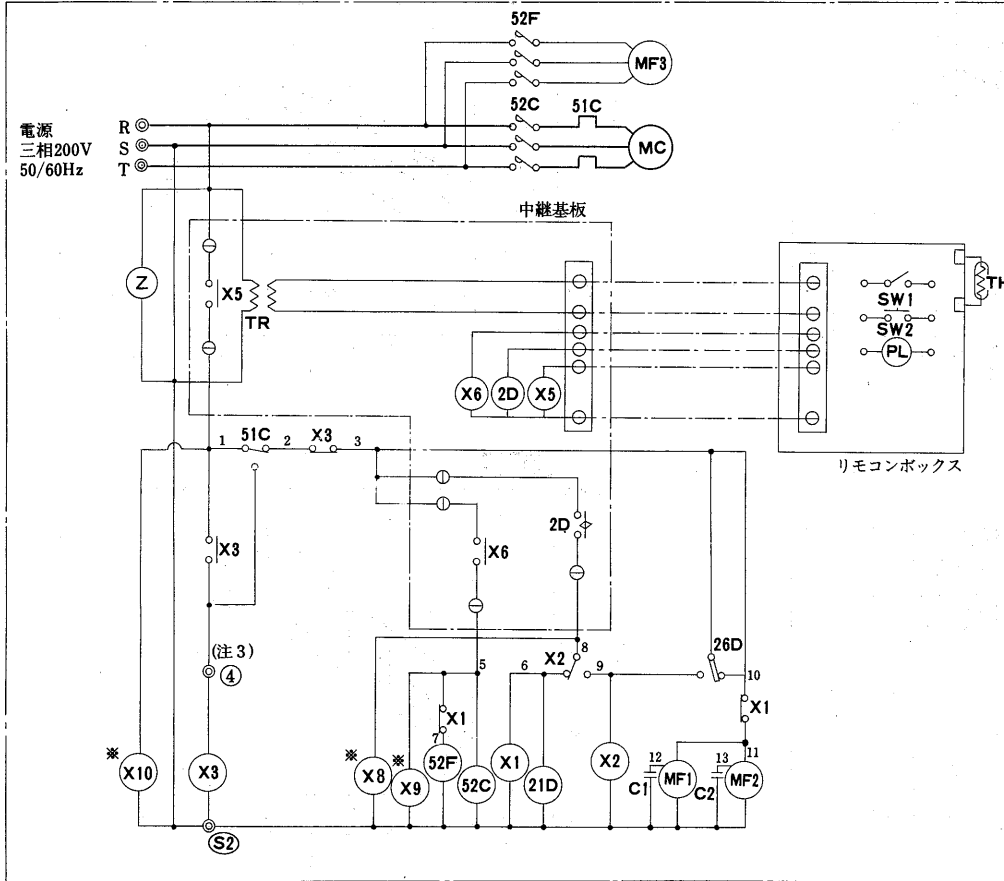 52F
MF3
52C 51C
電源 R
三相200V S MC
50/60Hz T
中継基板
Z X5 TR
TH
SW1
SW2
PL
X6 2D X5
リモコンボックス
1 51C 2 X3 3
2D
X3 X6
(注3)
④
8
X2
26D
5 6 9 10
X1 X1
7 11
※ ※ ※ 12 13
X10 X3 X8 X9 52F 52C X1 21D X2 C1 MF1 C2 MF2
S2